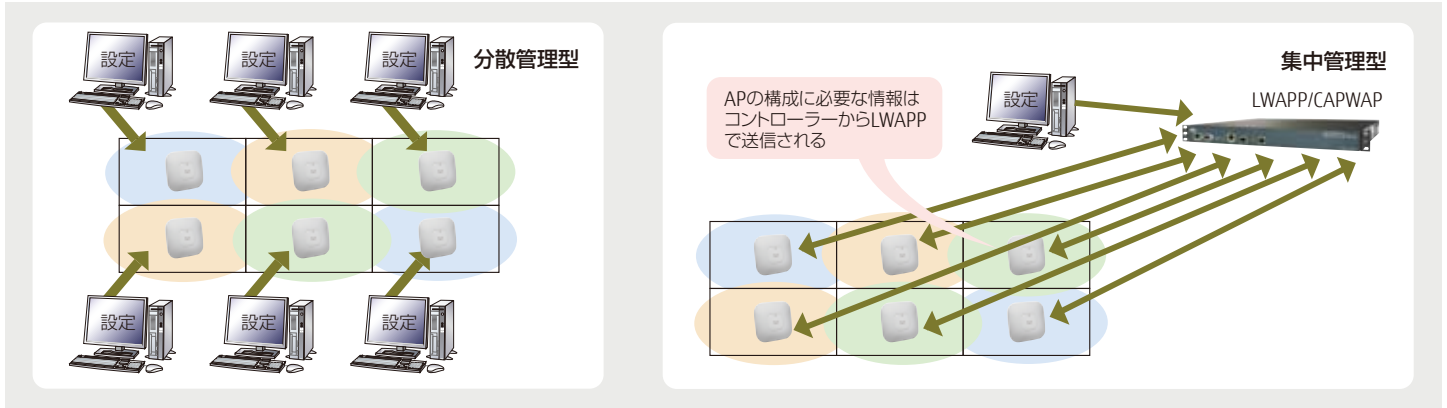 分散管理型
設定
設定
設定
設定
設定
設定
集中管理型
LWAPP/CAPWAP
設定
APの構成に必要な情報は
コントローラーからLWAPP
で送信される